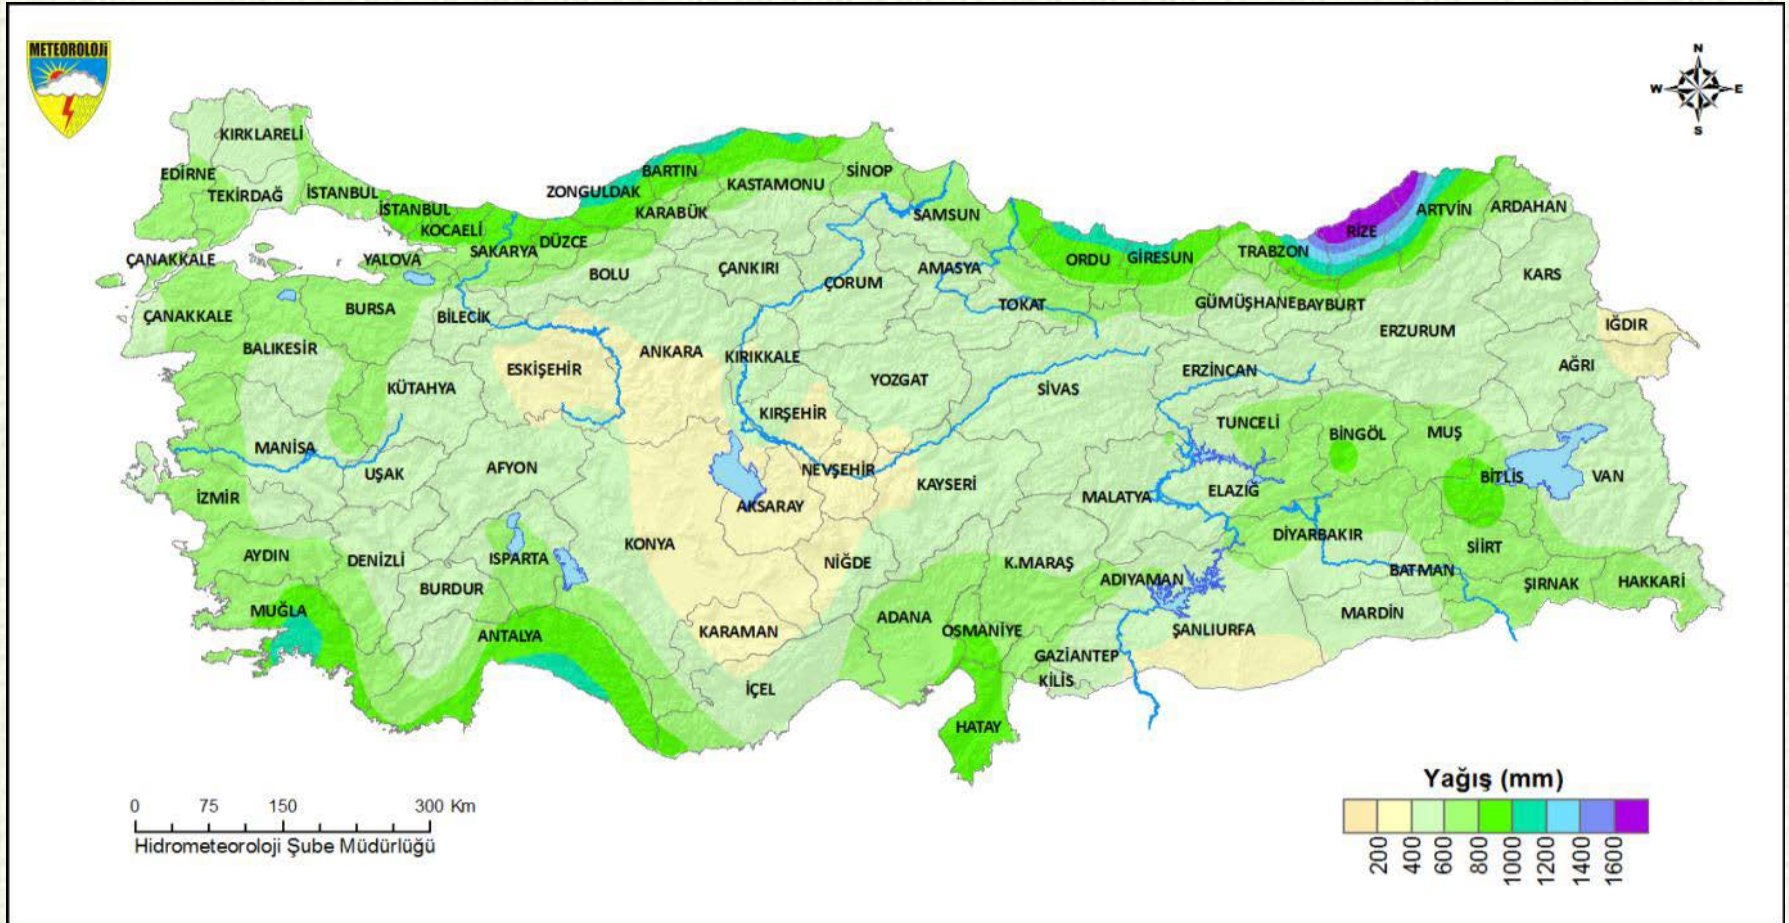 METEOROLOJİ
N
W E
S
KIRKLARELİ
EDİRNE
TEKİRDAĞ
İSTANBUL
İSTANBUL
KOCAELİ
YALOVA
SAKARYA
DÜZCE
ZONGULDAK
BARTIN
KARABÜK
KASTAMONU
SİNOP
SAMSUN
ORDU
GİRESUN
TRABZON
RİZE
ARTVİN
ARDAHAN
ÇANAKKALE
ÇANAKKALE
BURSA
BİLECİK
BOLU
ÇANKIRI
ÇORUM
AMASYA
TOKAT
GÜMÜŞHANE
BAYBURT
ERZURUM
KARS
IĞDIR
AĞRI
BALIKESİR
KÜTAHYA
ESKİŞEHİR
ANKARA
KIRIKKALE
YOZGAT
SİVAS
ERZİNCAN
KIRŞEHİR
TUNCELİ
BİNGÖL
MUŞ
BİTLİS
VAN
MANİSA
UŞAK
AFYON
NEVŞEHİR
KAYSERİ
MALATYA
ELAZIĞ
İZMİR
AKSARAY
AYDIN
DENİZLİ
ISPARTA
KONYA
NİĞDE
K.MARAŞ
ADIYAMAN
DİYARBAKIR
SİİRT
BATMAN
ŞIRNAK
HAKKARİ
BURDUR
MUĞLA
ANTALYA
KARAMAN
ADANA
OSMANİYE
ŞANLIURFA
MARDİN
GAZİANTEP
KİLİS
İÇEL
HATAY
0 75 150 300 Km
Hidrometeoroloji Şube Müdürlüğü
Yağış (mm)
200 400 600 800 1000 1200 1400 1600